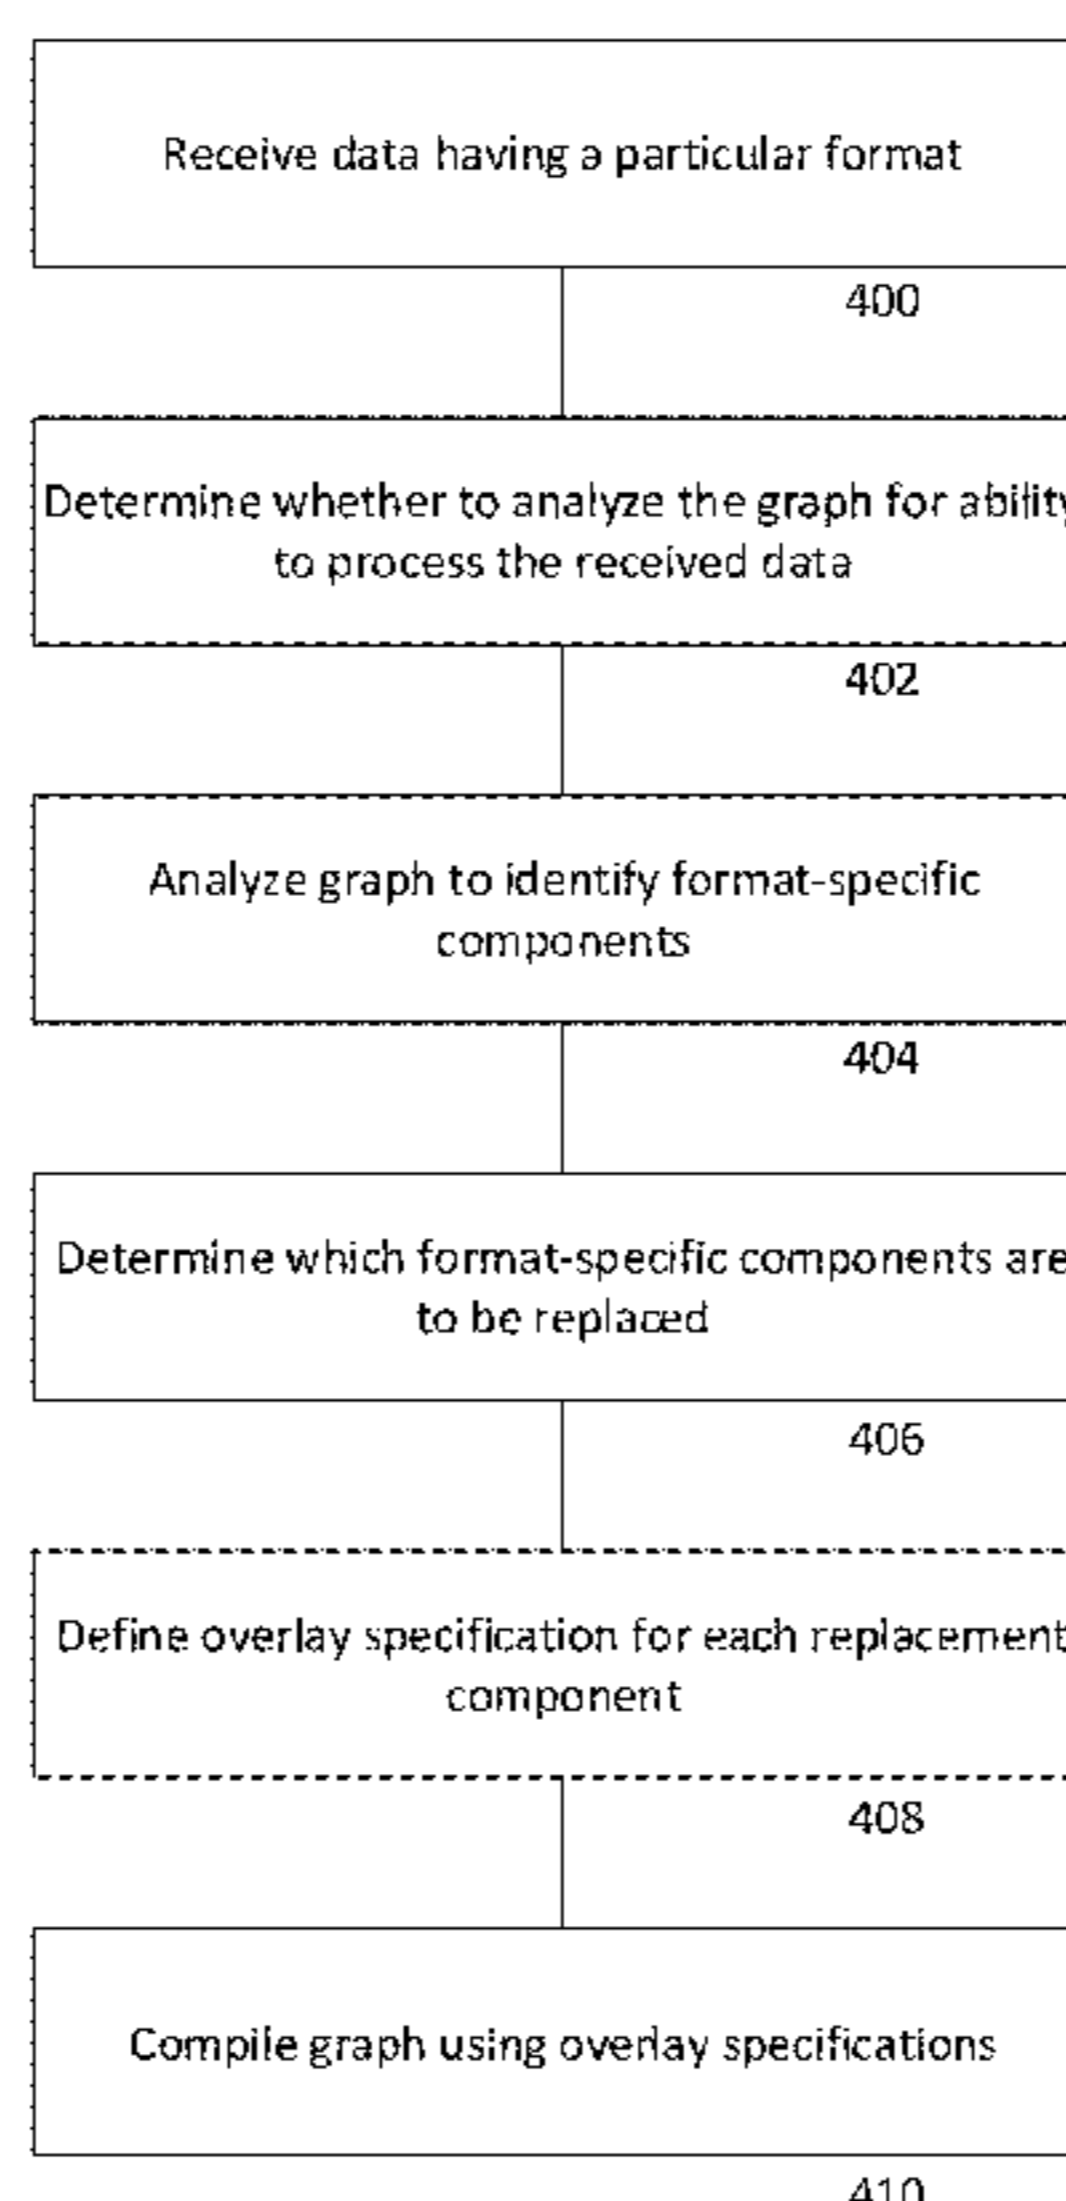 Receive data having a particular format
400
Determine whether to analyze the graph for ability
to process the received data
402
Analyze graph to identify format-specific
components
404
Determine which format-specific components are
to be replaced
406
Define overlay specification for each replacement
component
408
Compile graph using overlay specifications
410